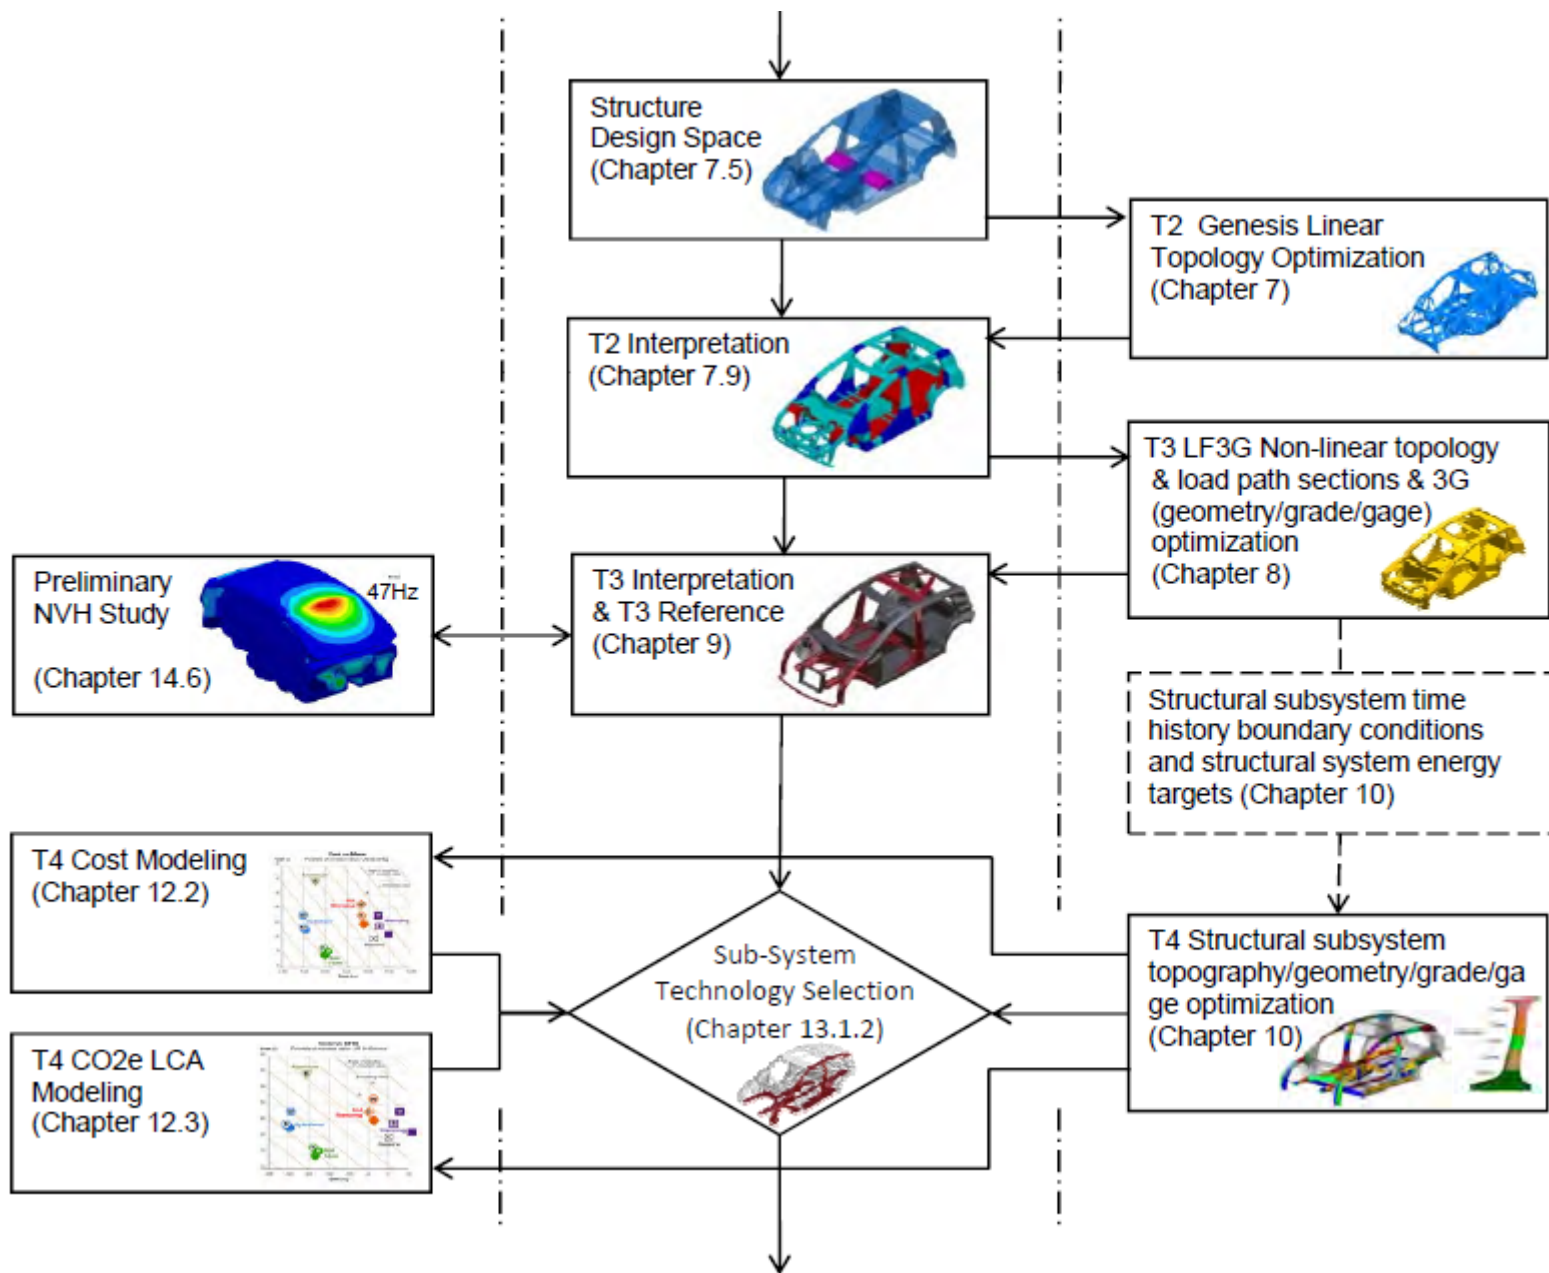 Structure
Design Space
(Chapter 7.5)
T2 Genesis Linear
Topology Optimization
(Chapter 7)
T2 Interpretation
(Chapter 7.9)
T3 LF3G Non-linear topology
& load path sections & 3G
(geometry/grade/gage)
optimization
(Chapter 8)
Preliminary
NVH Study
(Chapter 14.6)
47Hz
T3 Interpretation
& T3 Reference
(Chapter 9)
Structural subsystem time
history boundary conditions
and structural system energy
targets (Chapter 10)
T4 Cost Modeling
(Chapter 12.2)
Sub-System
Technology Selection
(Chapter 13.1.2)
T4 Structural subsystem
topography/geometry/grade/ga
ge optimization
(Chapter 10)
T4 CO2e LCA
Modeling
(Chapter 12.3)